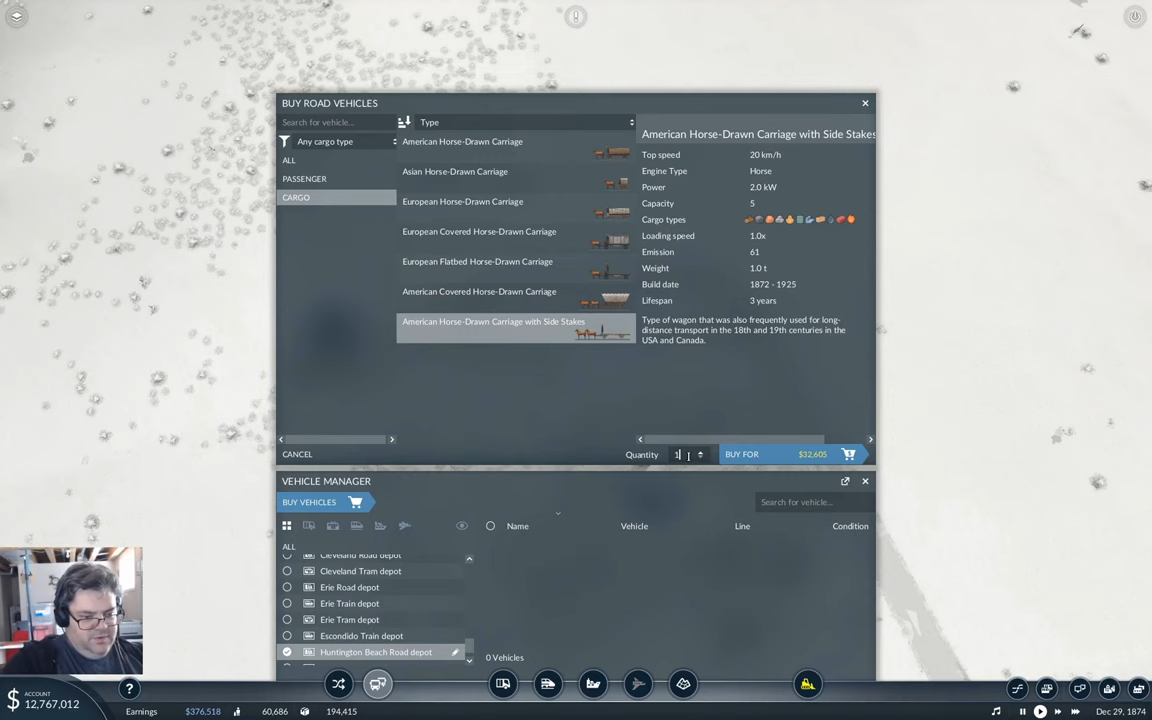 BUY ROAD VEHICLES
Search for vehicle...
Type
American Horse-Drawn Carriage with Side Stakes
Any cargo type
American Horse-Drawn Carriage
ALL
PASSENGER
CARGO
Asian Horse-Drawn Carriage
European Horse-Drawn Carriage
European Covered Horse-Drawn Carriage
European Flatbed Horse-Drawn Carriage
American Covered Horse-Drawn Carriage
American Horse-Drawn Carriage with Side Stakes
Top speed 20 km/h
Engine Type Horse
Power 2.0 kW
Capacity 5
Cargo types
Loading speed 1.0x
Emission 61
Weight 1.0 t
Build date 1872 - 1925
Lifespan 3 years
Type of wagon that was also frequently used for long-
distance transport in the 18th and 19th centuries in the
USA and Canada.
CANCEL
Quantity 1
BUY FOR $32,605
VEHICLE MANAGER
BUY VEHICLES
Search for vehicle...
Name Vehicle Line Condition
ALL
Cleveland Road depot
Cleveland Tram depot
Erie Road depot
Erie Train depot
Erie Tram depot
Escondido Train depot
Huntington Beach Road depot
0 Vehicles
$ ACCOUNT
12,767,012
?
Earnings $376,518 60,686 194,415
Dec 29, 1874